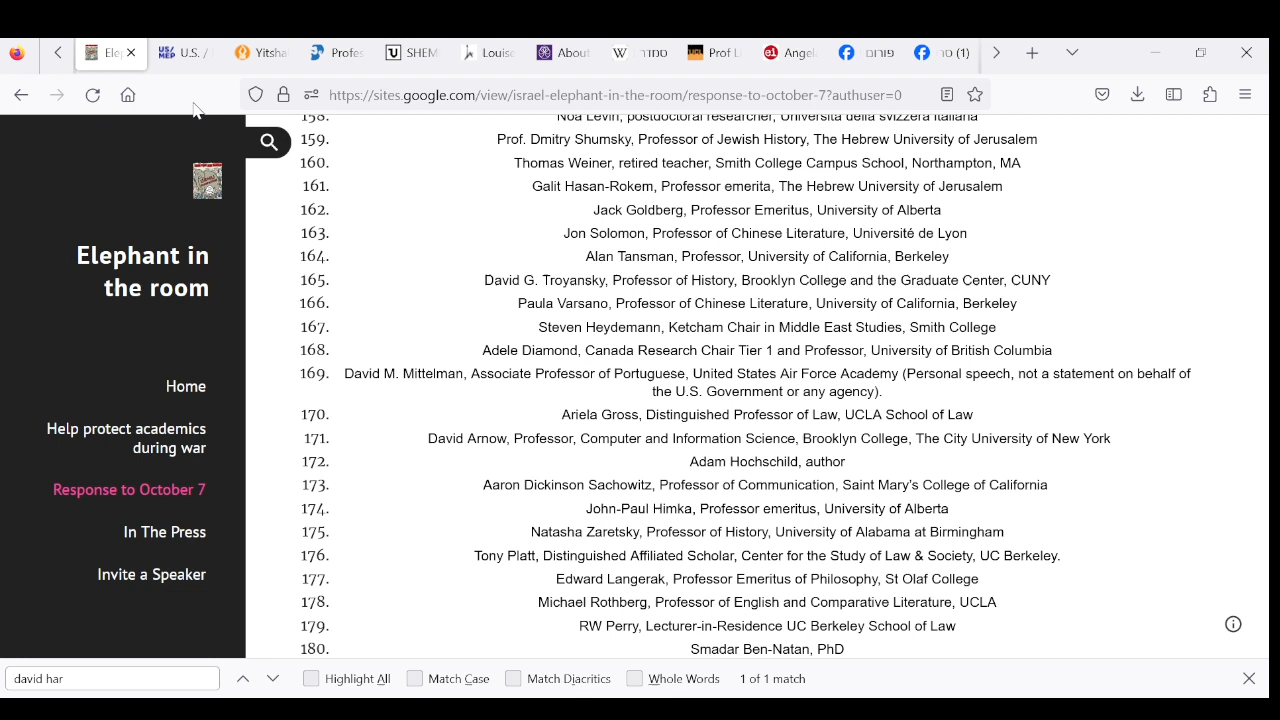 Ele
U.S. /
Yitsha
Profes
SHEM
Louise
About
סמדר
Prof L
Angel
פורום
(1) סר
https://sites.google.com/view/israel-elephant-in-the-room/response-to-october-7?authuser=0
Elephant in
the room
Home
Help protect academics
during war
Response to October 7
In The Press
Invite a Speaker
158. Noa Levin, postdoctoral researcher, Università della svizzera italiana
159. Prof. Dmitry Shumsky, Professor of Jewish History, The Hebrew University of Jerusalem
160. Thomas Weiner, retired teacher, Smith College Campus School, Northampton, MA
161. Galit Hasan-Rokem, Professor emerita, The Hebrew University of Jerusalem
162. Jack Goldberg, Professor Emeritus, University of Alberta
163. Jon Solomon, Professor of Chinese Literature, Université de Lyon
164. Alan Tansman, Professor, University of California, Berkeley
165. David G. Troyansky, Professor of History, Brooklyn College and the Graduate Center, CUNY
166. Paula Varsano, Professor of Chinese Literature, University of California, Berkeley
167. Steven Heydemann, Ketcham Chair in Middle East Studies, Smith College
168. Adele Diamond, Canada Research Chair Tier 1 and Professor, University of British Columbia
169. David M. Mittelman, Associate Professor of Portuguese, United States Air Force Academy (Personal speech, not a statement on behalf of
the U.S. Government or any agency).
170. Ariela Gross, Distinguished Professor of Law, UCLA School of Law
171. David Arnow, Professor, Computer and Information Science, Brooklyn College, The City University of New York
172. Adam Hochschild, author
173. Aaron Dickinson Sachowitz, Professor of Communication, Saint Mary's College of California
174. John-Paul Himka, Professor emeritus, University of Alberta
175. Natasha Zaretsky, Professor of History, University of Alabama at Birmingham
176. Tony Platt, Distinguished Affiliated Scholar, Center for the Study of Law & Society, UC Berkeley.
177. Edward Langerak, Professor Emeritus of Philosophy, St Olaf College
178. Michael Rothberg, Professor of English and Comparative Literature, UCLA
179. RW Perry, Lecturer-in-Residence UC Berkeley School of Law
180. Smadar Ben-Natan, PhD
david har
Highlight All
Match Case
Match Diacritics
Whole Words
1 of 1 match